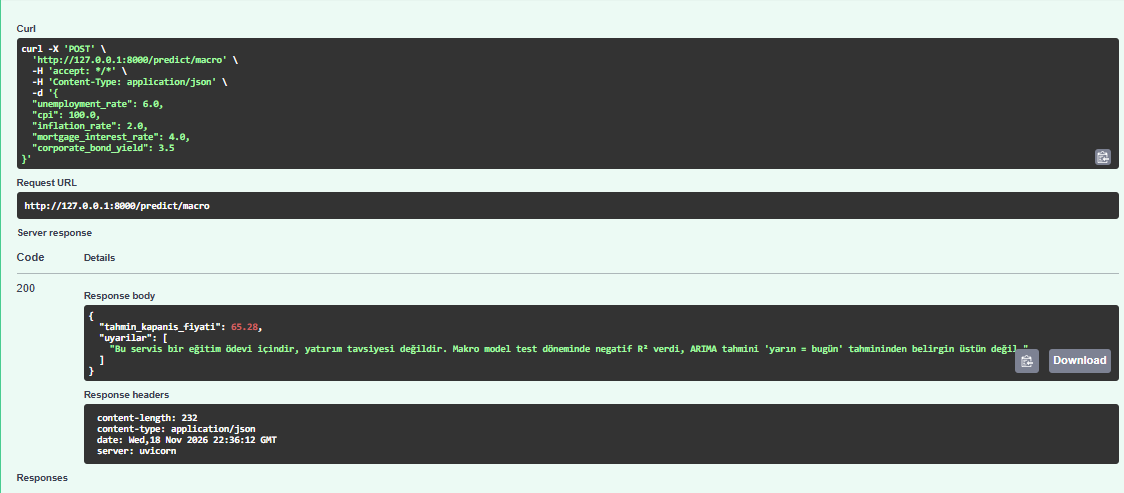 Curl
curl -X 'POST' \
'http://127.0.0.1:8000/predict/macro' \
-H 'accept: */*' \
-H 'Content-Type: application/json' \
-d '{
"unemployment_rate": 6.0,
"cpi": 100.0,
"inflation_rate": 2.0,
"mortgage_interest_rate": 4.0,
"corporate_bond_yield": 3.5
}'
Request URL
http://127.0.0.1:8000/predict/macro
Server response
Code Details
200
Response body
{
"tahmin_kapanis_fiyati": 65.28,
"uyarilar": [
"Bu servis bir eğitim ödevi içindir, yatırım tavsiyesi değildir. Makro model test döneminde negatif R² verdi, ARIMA tahmini 'yarın = bugün' tahmininden belirgin üstün değil."
]
}
Download
Response headers
content-length: 232
content-type: application/json
date: Wed,18 Nov 2026 22:36:12 GMT
server: uvicorn
Responses